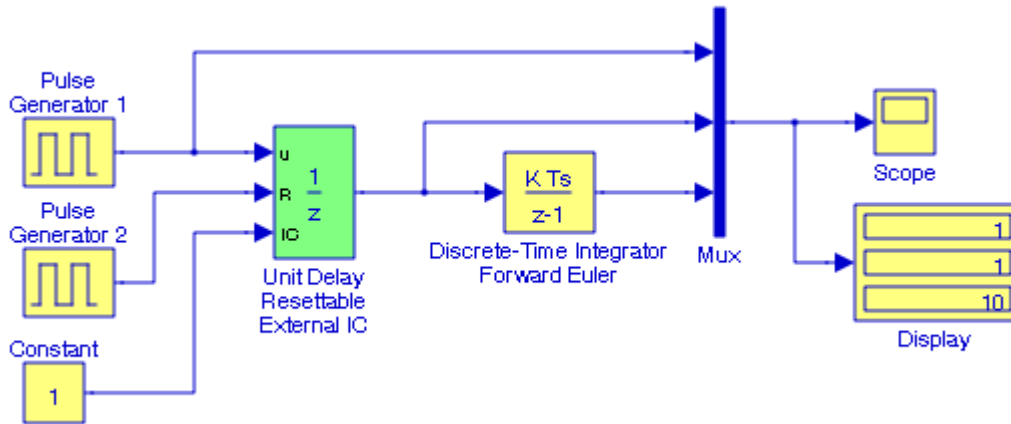 Pulse
Generator 1
Pulse
Generator 2
Constant
1
u
R
IC
1
z
Unit Delay
Resettable
External IC
K Ts
z-1
Discrete-Time Integrator
Forward Euler
Mux
Scope
1
1
10
Display